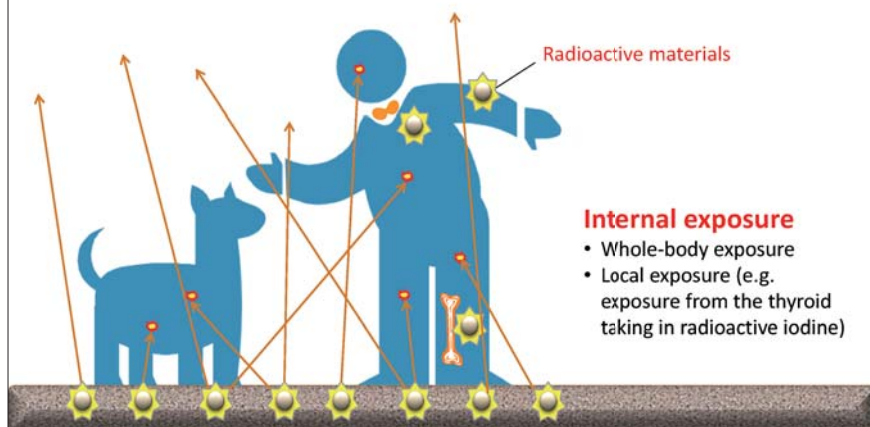 Radioactive materials
Internal exposure
• Whole-body exposure
• Local exposure (e.g.
exposure from the thyroid
taking in radioactive iodine)